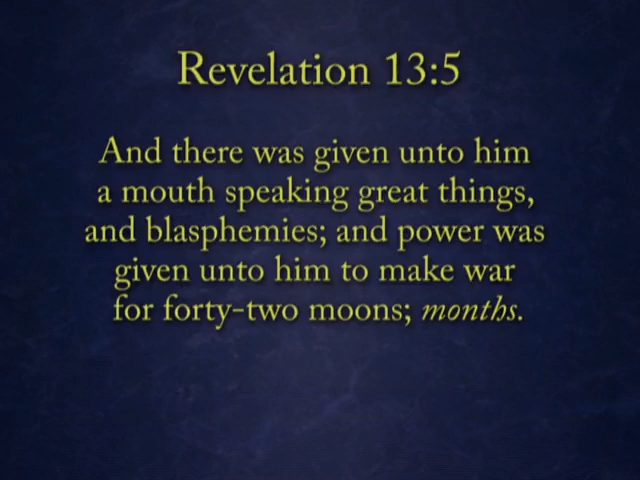 Revelation 13:5
And there was given unto him
a mouth speaking great things,
and blasphemies; and power was
given unto him to make war
for forty-two moons; months.